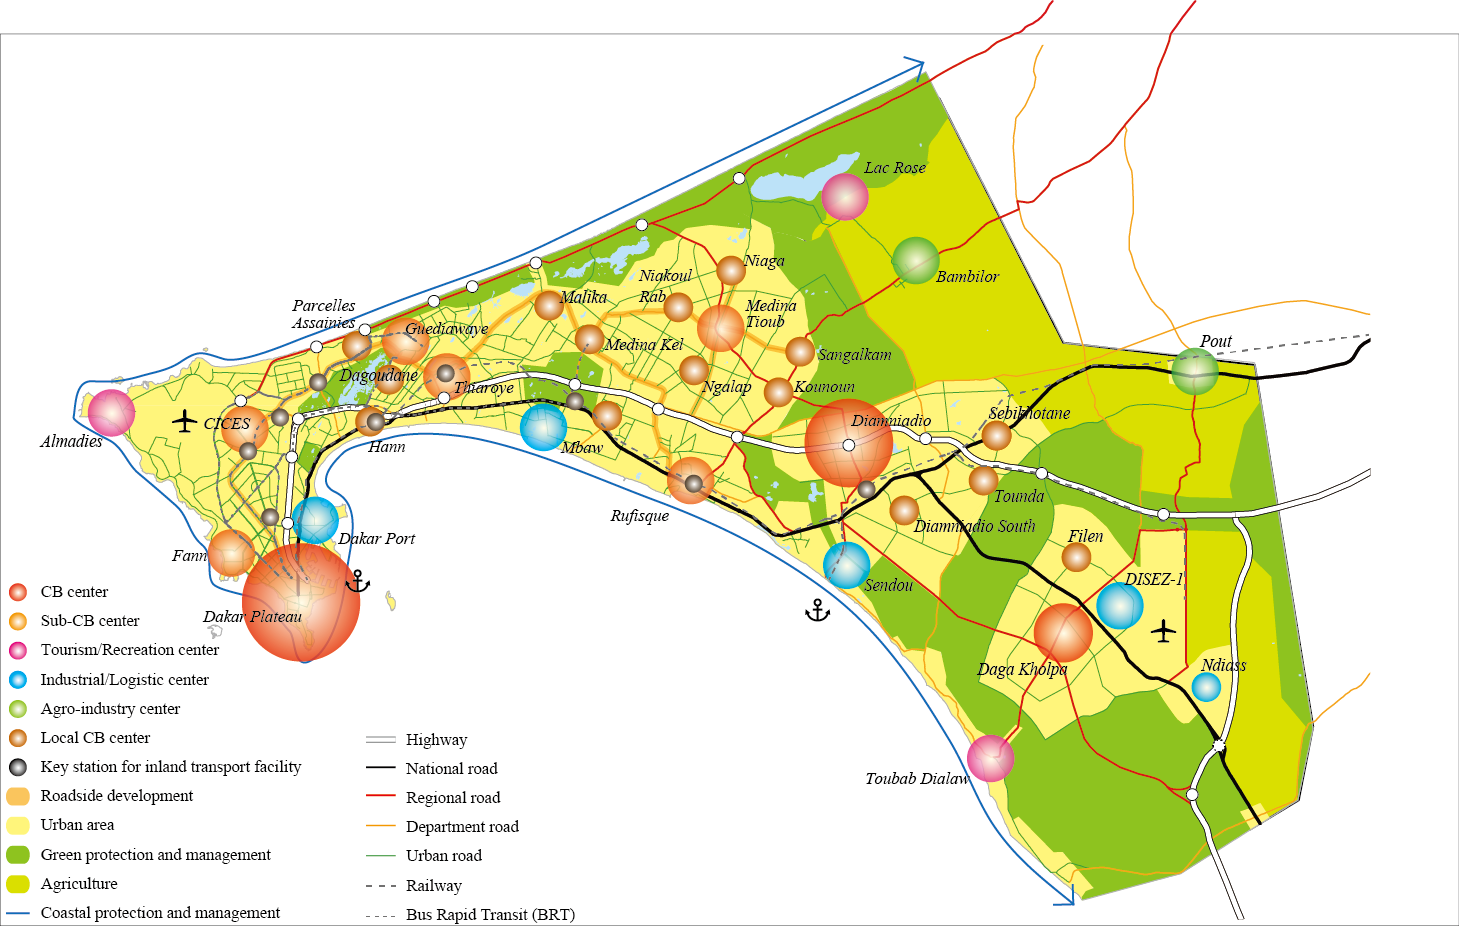 Lac Rose
Bambilor
Niaga
Niakoul
Rab
Malika
Medina
Tioub
Parcelles
Assainies
Guediawaye
Medina Kel
Sangalkam
Pout
Dagoudane
Thiaroye
Ngalap
Kounoun
Almadies
CICES
Hann
Mbaw
Diamniadio
Sebikhotane
Rufisque
Tounda
Diamniadio South
Filen
Dakar Port
Fann
Sendou
DISEZ-1
Dakar Plateau
Daga Kholpa
Ndiass
Toubab Dialaw
CB center
Sub-CB center
Tourism/Recreation center
Industrial/Logistic center
Agro-industry center
Local CB center
Key station for inland transport facility
Roadside development
Urban area
Green protection and management
Agriculture
Coastal protection and management
Highway
National road
Regional road
Department road
Urban road
Railway
Bus Rapid Transit (BRT)